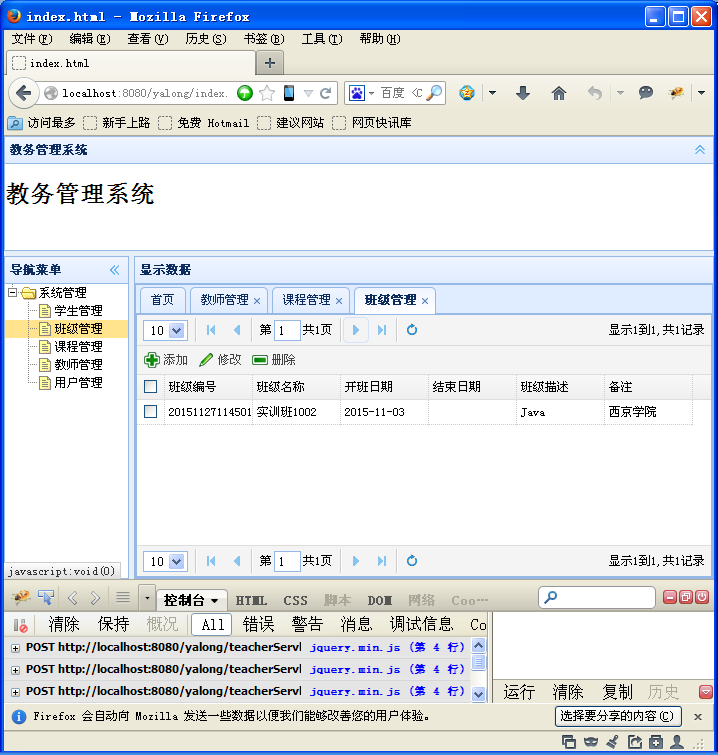 index.html - Mozilla Firefox
文件(F) 编辑(E) 查看(V) 历史(S) 书签(B) 工具(T) 帮助(H)
index.html
localhost:8080/yalong/index. 百度
访问最多 新手上路 免费 Hotmail 建议网站 网页快讯库
教务管理系统
教务管理系统
导航菜单
系统管理
学生管理
班级管理
课程管理
教师管理
用户管理
显示数据
首页 教师管理 课程管理 班级管理
10 第 1 共1页 显示1到1,共1记录
添加 修改 删除
班级编号 班级名称 开班日期 结束日期 班级描述 备注
20151127114501 实训班1002 2015-11-03 Java 西京学院
10 第 1 共1页 显示1到1,共1记录
javascript:void(0)
控制台 HTML CSS 脚本 DOM 网络 Coo…
清除 保持 概况 All 错误 警告 消息 调试信息 Co
POST http://localhost:8080/yalong/teacherServl jquery.min.js (第 4 行)
POST http://localhost:8080/yalong/teacherServl jquery.min.js (第 4 行)
POST http://localhost:8080/yalong/teacherServl jquery.min.js (第 4 行)
运行 清除 复制 历史
Firefox 会自动向 Mozilla 发送一些数据以便我们能够改善您的用户体验。 选择要分享的内容(C)